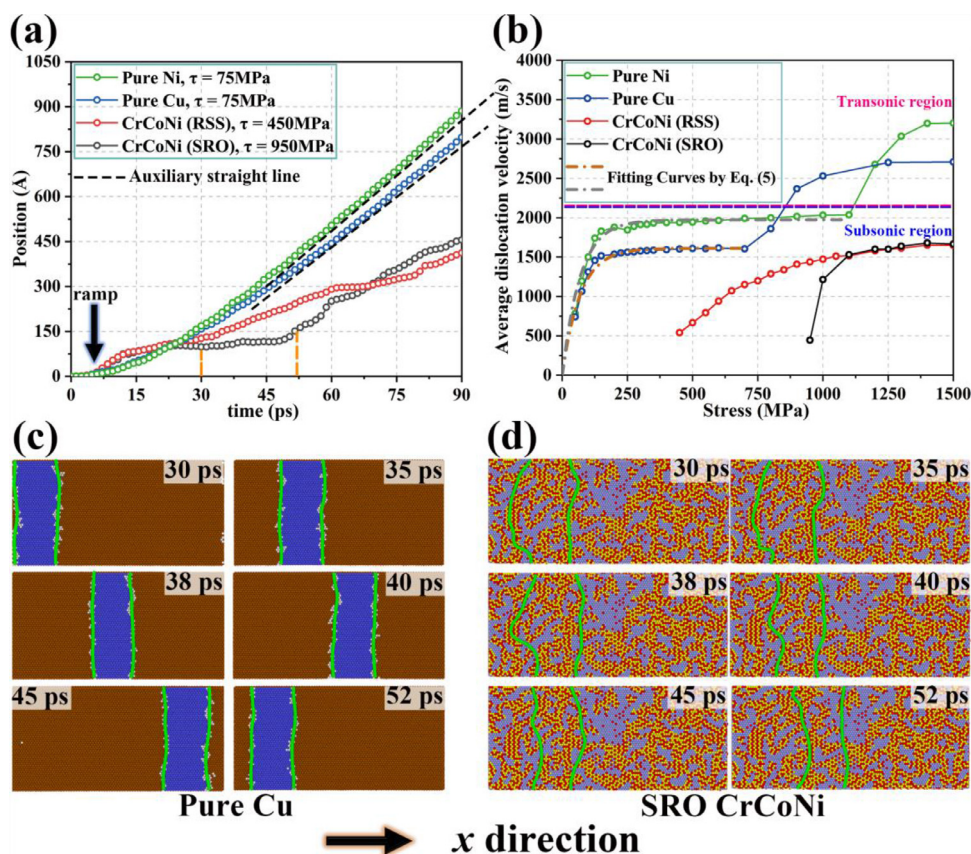 (a)
Position (Å)
1050
900
750
600
450
300
150
0
Pure Ni, τ = 75MPa
Pure Cu, τ = 75MPa
CrCoNi (RSS), τ = 450MPa
CrCoNi (SRO), τ = 950MPa
Auxiliary straight line
ramp
0 15 30 45 60 75 90
time (ps)
(b)
Average dislocation velocity (m/s)
4000
3500
3000
2500
2000
1500
1000
500
0
Pure Ni
Pure Cu
CrCoNi (RSS)
CrCoNi (SRO)
Fitting Curves by Eq. (5)
Transonic region
Subsonic region
0 250 500 750 1000 1250 1500
Stress (MPa)
(c)
30 ps 35 ps
38 ps 40 ps
45 ps 52 ps
Pure Cu
(d)
30 ps 35 ps
38 ps 40 ps
45 ps 52 ps
SRO CrCoNi
x direction